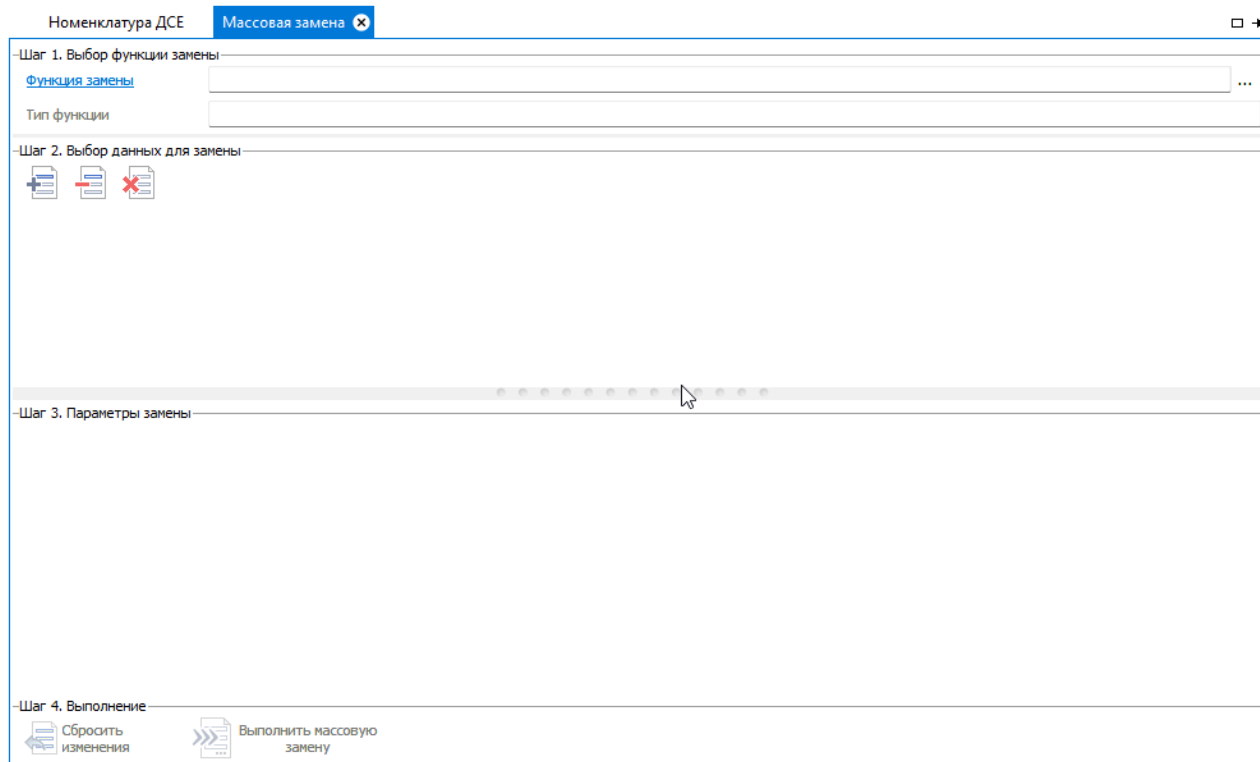 Номенклатура ДСЕ
Массовая замена
Шаг 1. Выбор функции замены
Функция замены
...
Тип функции
Шаг 2. Выбор данных для замены
Шаг 3. Параметры замены
Шаг 4. Выполнение
Сбросить
изменения
Выполнить массовую
замену